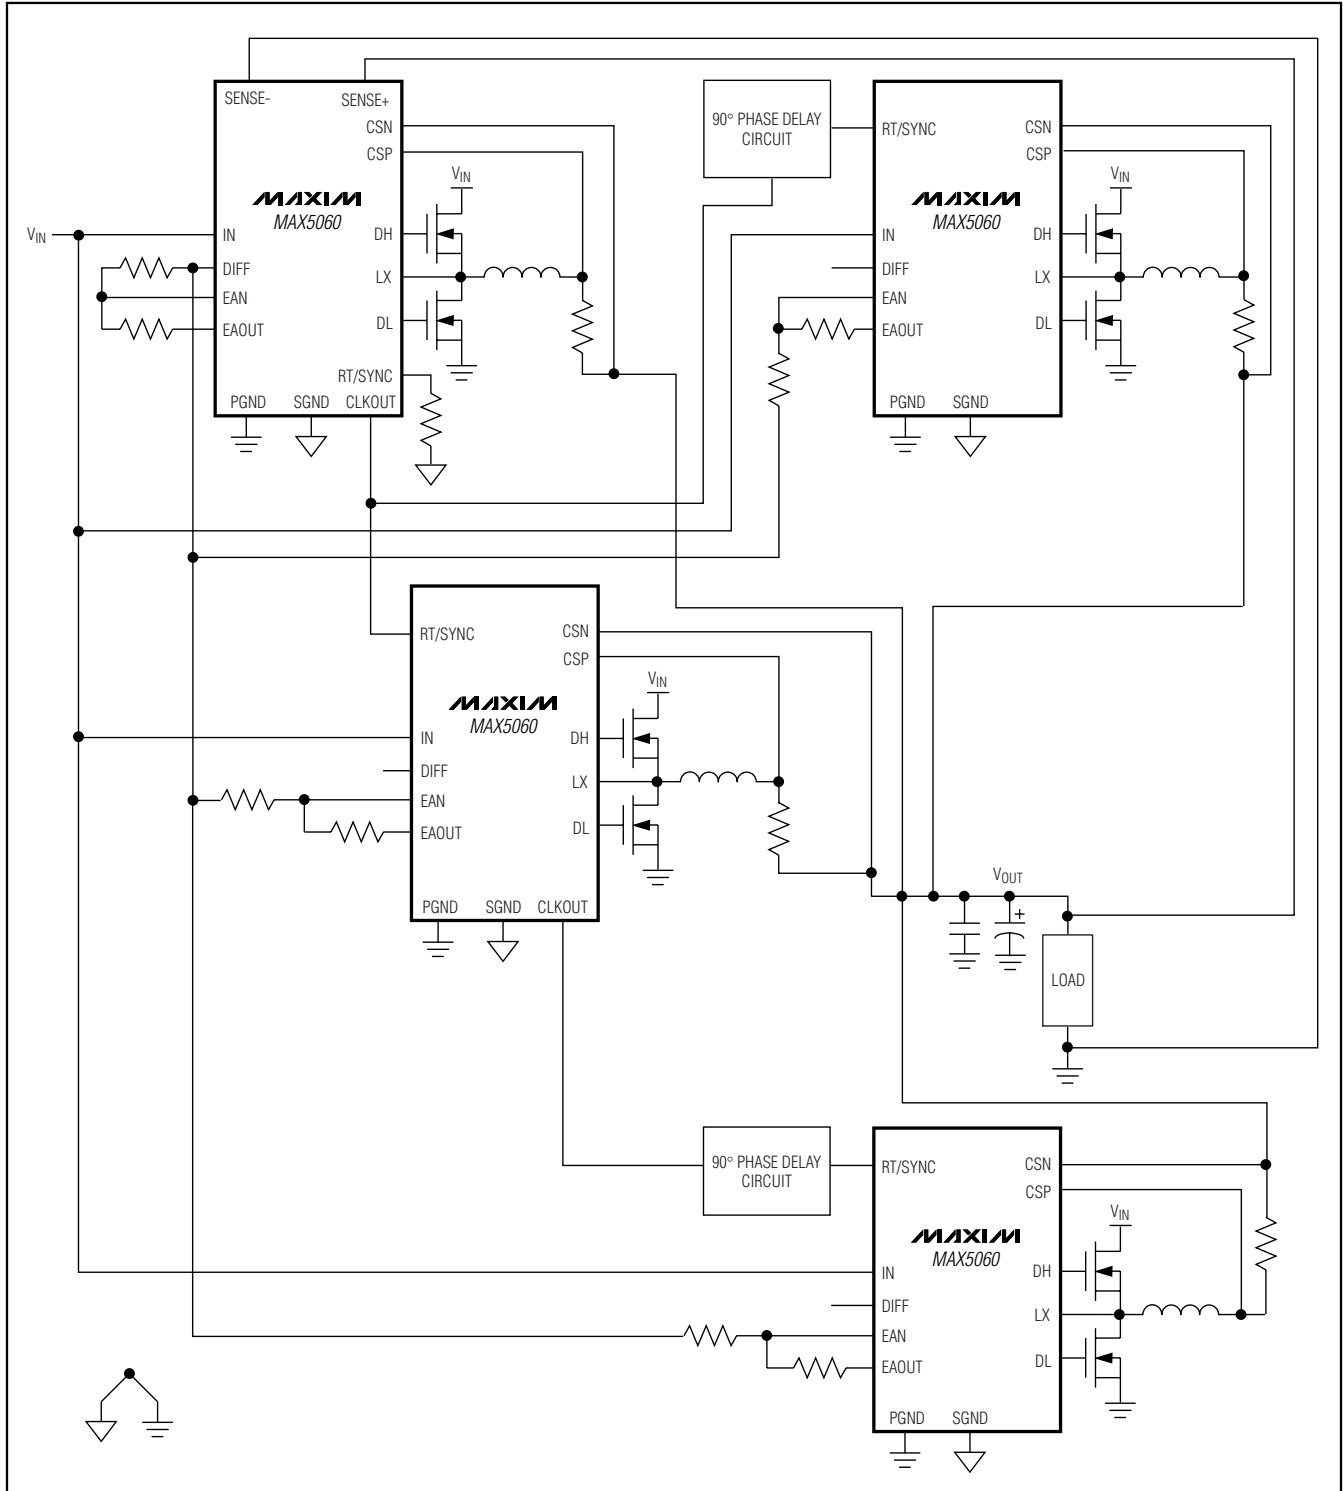 SENSE-
SENSE+
CSN
CSP
MAXIM
MAX5060
VIN
IN
DIFF
EAN
EAOUT
DH
LX
DL
VIN
RT/SYNC
PGND
SGND
CLKOUT
90° PHASE DELAY
CIRCUIT
RT/SYNC
CSN
CSP
MAXIM
MAX5060
IN
DIFF
EAN
EAOUT
DH
LX
DL
VIN
PGND
SGND
RT/SYNC
CSN
CSP
MAXIM
MAX5060
IN
DIFF
EAN
EAOUT
DH
LX
DL
VIN
PGND
SGND
CLKOUT
VOUT
+
LOAD
90° PHASE DELAY
CIRCUIT
RT/SYNC
CSN
CSP
MAXIM
MAX5060
IN
DIFF
EAN
EAOUT
DH
LX
DL
VIN
PGND
SGND